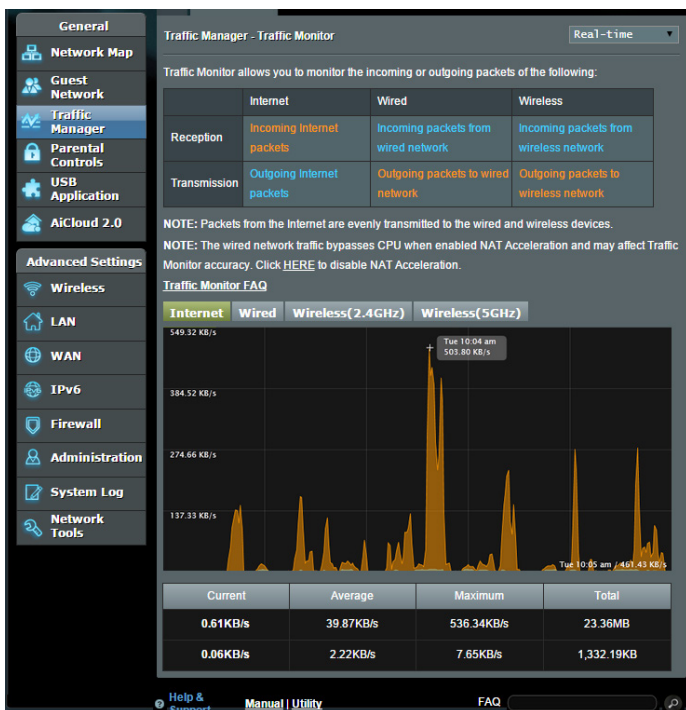 General
Network Map
Guest
Network
Traffic
Manager
Parental
Controls
USB
Application
AiCloud 2.0
Advanced Settings
Wireless
LAN
WAN
IPv6
Firewall
Administration
System Log
Network
Tools
Traffic Manager - Traffic Monitor
Real-time
Traffic Monitor allows you to monitor the incoming or outgoing packets of the following:
Internet Wired Wireless
Reception
Incoming Internet
packets
Incoming packets from
wired network
Incoming packets from
wireless network
Transmission
Outgoing Internet
packets
Outgoing packets to wired
network
Outgoing packets to
wireless network
NOTE: Packets from the Internet are evenly transmitted to the wired and wireless devices.
NOTE: The wired network traffic bypasses CPU when enabled NAT Acceleration and may affect Traffic
Monitor accuracy. Click HERE to disable NAT Acceleration.
Traffic Monitor FAQ
Internet Wired Wireless(2.4GHz) Wireless(5GHz)
549.32 KB/s
Tue 10:04 am
503.80 KB/s
384.52 KB/s
274.66 KB/s
137.33 KB/s
Tue 10:05 am / 461.43 KB/s
Current Average Maximum Total
0.61KB/s 39.87KB/s 536.34KB/s 23.36MB
0.06KB/s 2.22KB/s 7.65KB/s 1,332.19KB
Help &
Support
Manual | Utility
FAQ